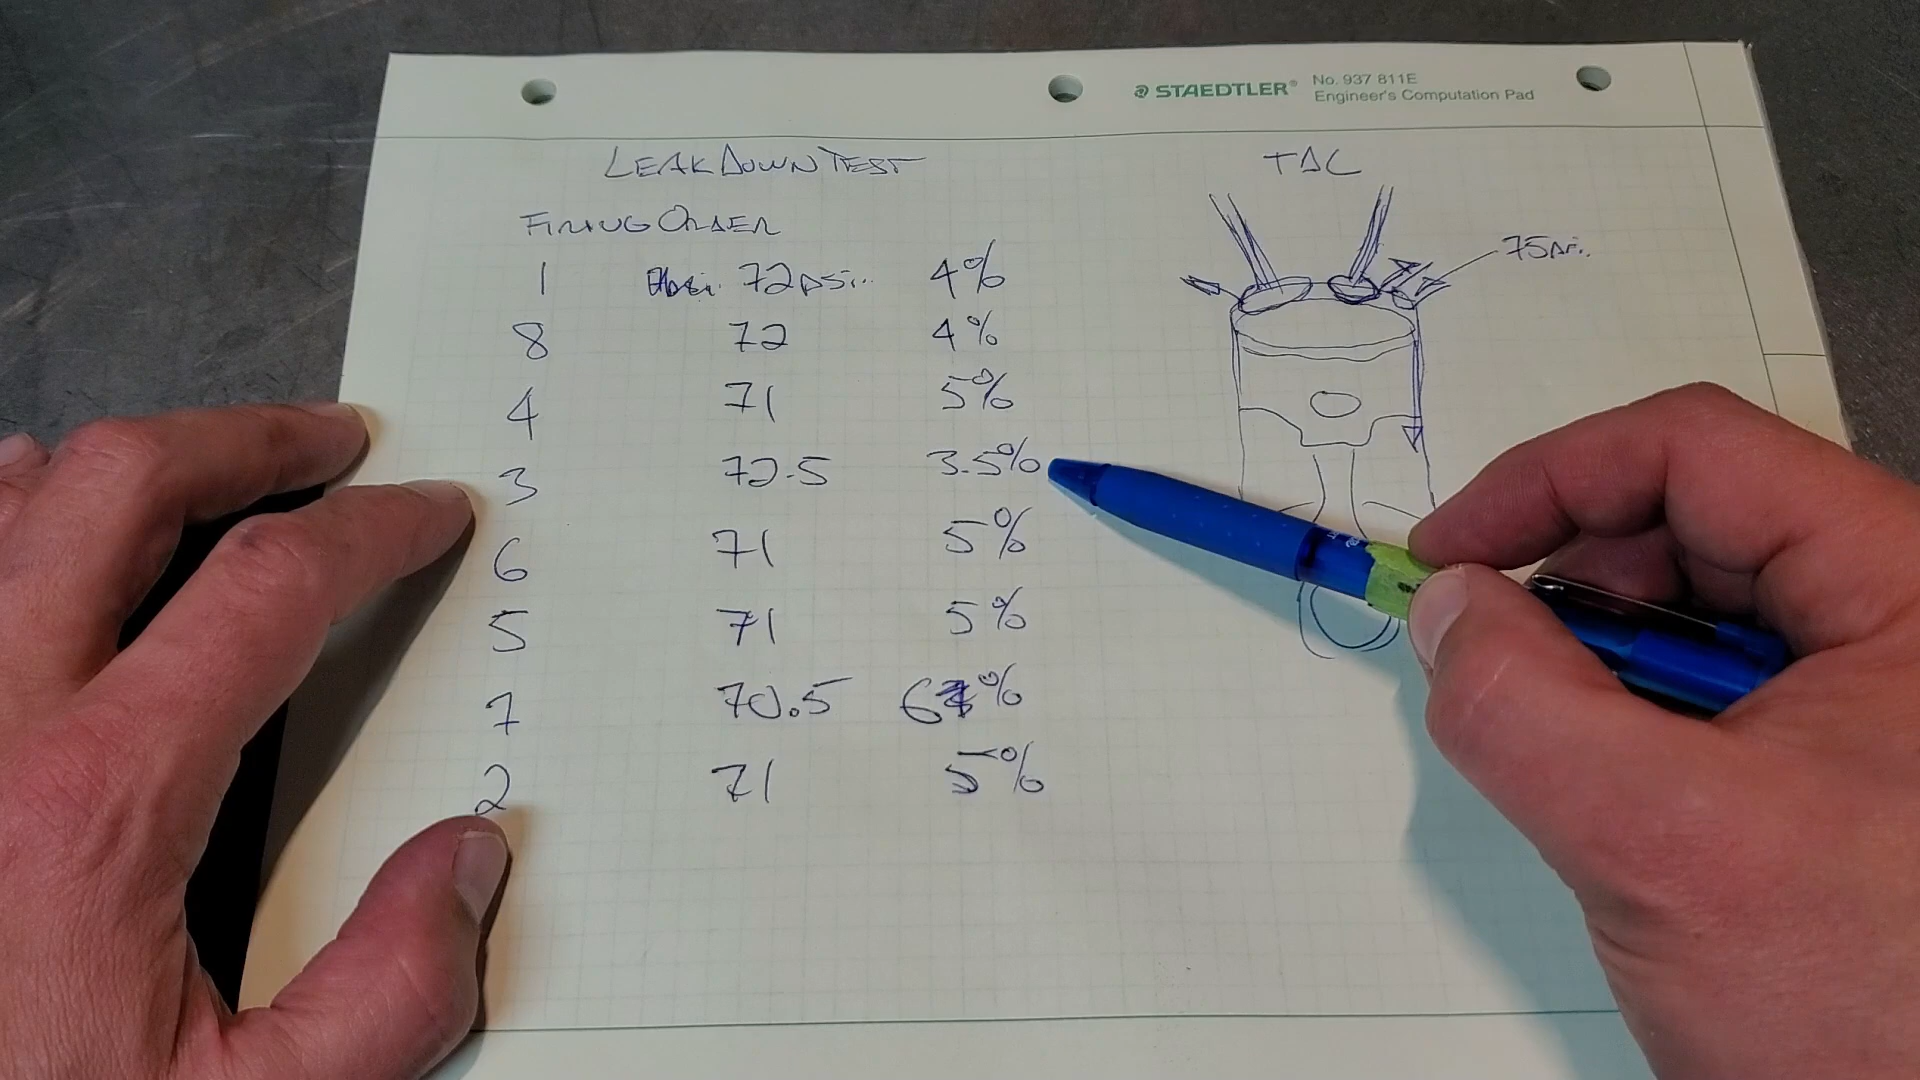 STAEDTLER® No. 937 811E
Engineer's Computation Pad
LEAKDOWN TEST
TDC
FIRING ORDER
75psi.
1 72psi.. 4%
8 72 4%
4 71 5%
3 72.5 3.5%
6 71 5%
5 71 5%
7 70.5 6%
2 71 5%